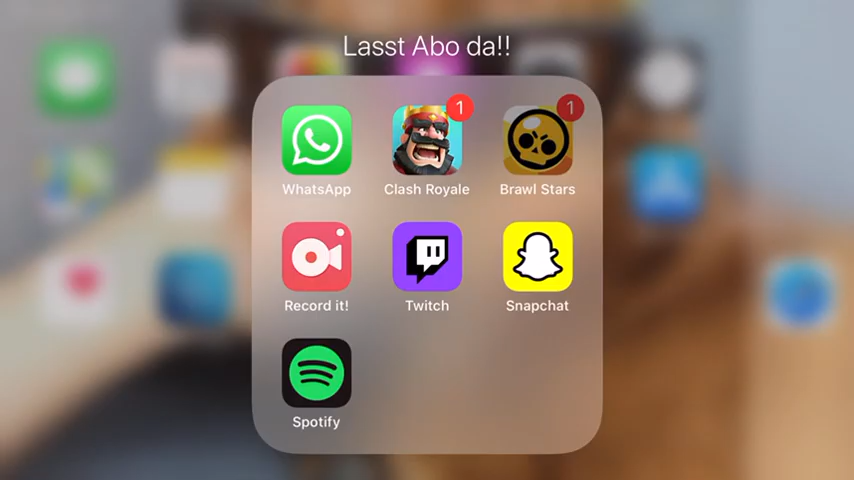 Lasst Abo da!!
1
1
WhatsApp
Clash Royale
Brawl Stars
Record it!
Twitch
Snapchat
Spotify